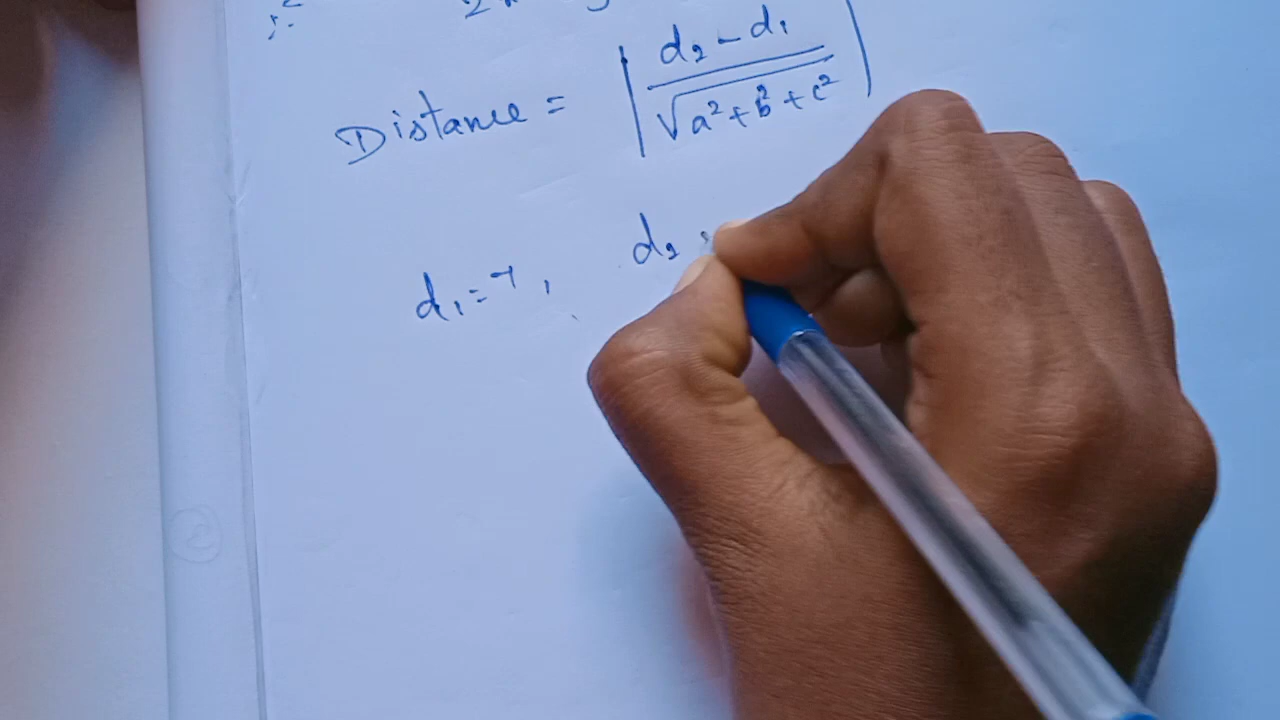 Distance = | d₂ - d₁ / √a² + b² + c² |
d₁ = 7, d₂